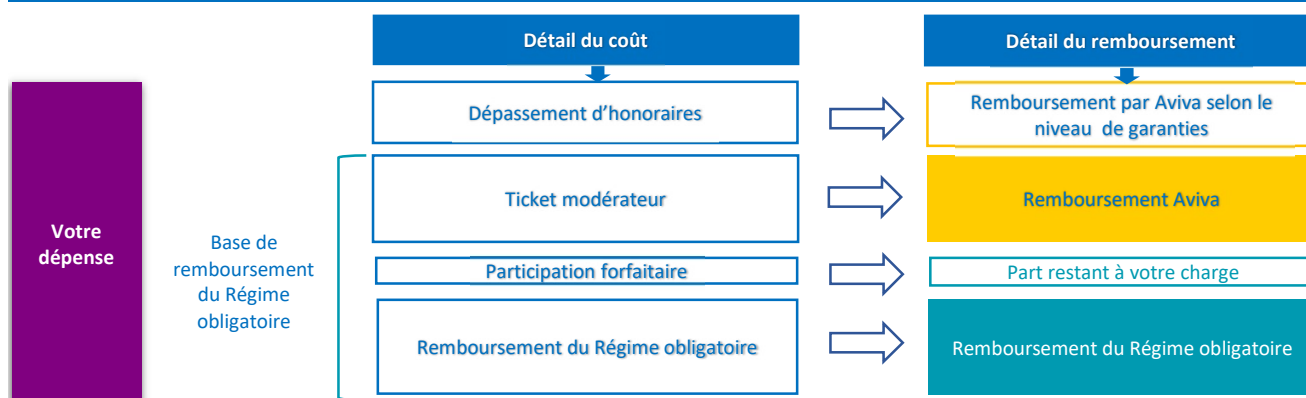 Détail du coût
Détail du remboursement
Dépassement d’honoraires
Remboursement par Aviva selon le
niveau de garanties
Ticket modérateur
Remboursement Aviva
Votre
dépense
Base de
remboursement
du Régime
obligatoire
Participation forfaitaire
Part restant à votre charge
Remboursement du Régime obligatoire
Remboursement du Régime obligatoire